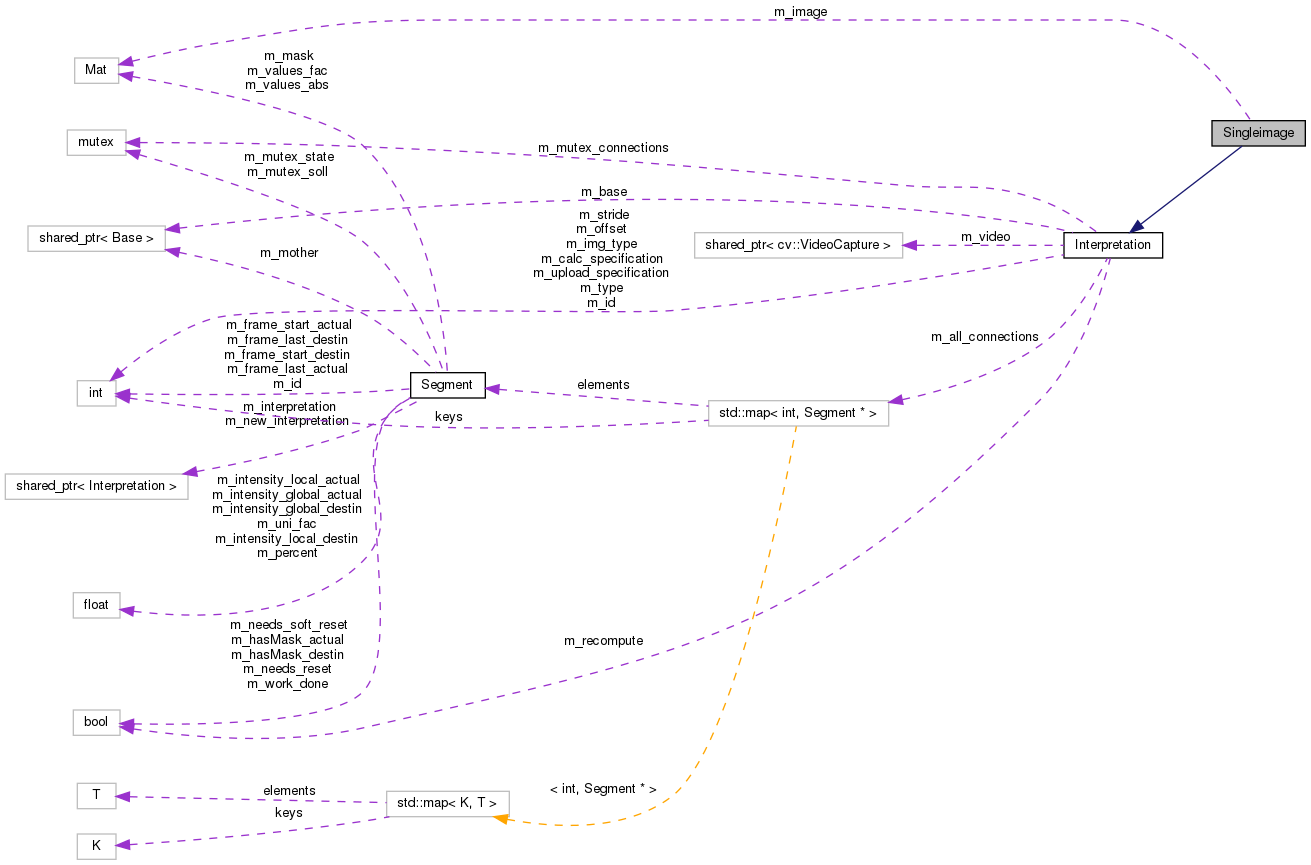 m_image
Mat
m_mask
m_values_fac
m_values_abs
Singleimage
mutex
m_mutex_connections
m_mutex_state
m_mutex_soll
m_base
shared_ptr< Base >
m_stride
m_offset
m_img_type
m_calc_specification
m_upload_specification
m_type
m_id
shared_ptr< cv::VideoCapture >
m_video
Interpretation
m_mother
m_frame_start_actual
m_frame_last_destin
m_frame_start_destin
m_frame_last_actual
m_id
m_all_connections
int
Segment
elements
std::map< int, Segment * >
m_interpretation
m_new_interpretation
keys
shared_ptr< Interpretation >
m_intensity_local_actual
m_intensity_global_actual
m_intensity_global_destin
m_uni_fac
m_intensity_local_destin
m_percent
float
m_needs_soft_reset
m_hasMask_actual
m_hasMask_destin
m_needs_reset
m_work_done
m_recompute
bool
T
elements
std::map< K, T >
< int, Segment * >
keys
K